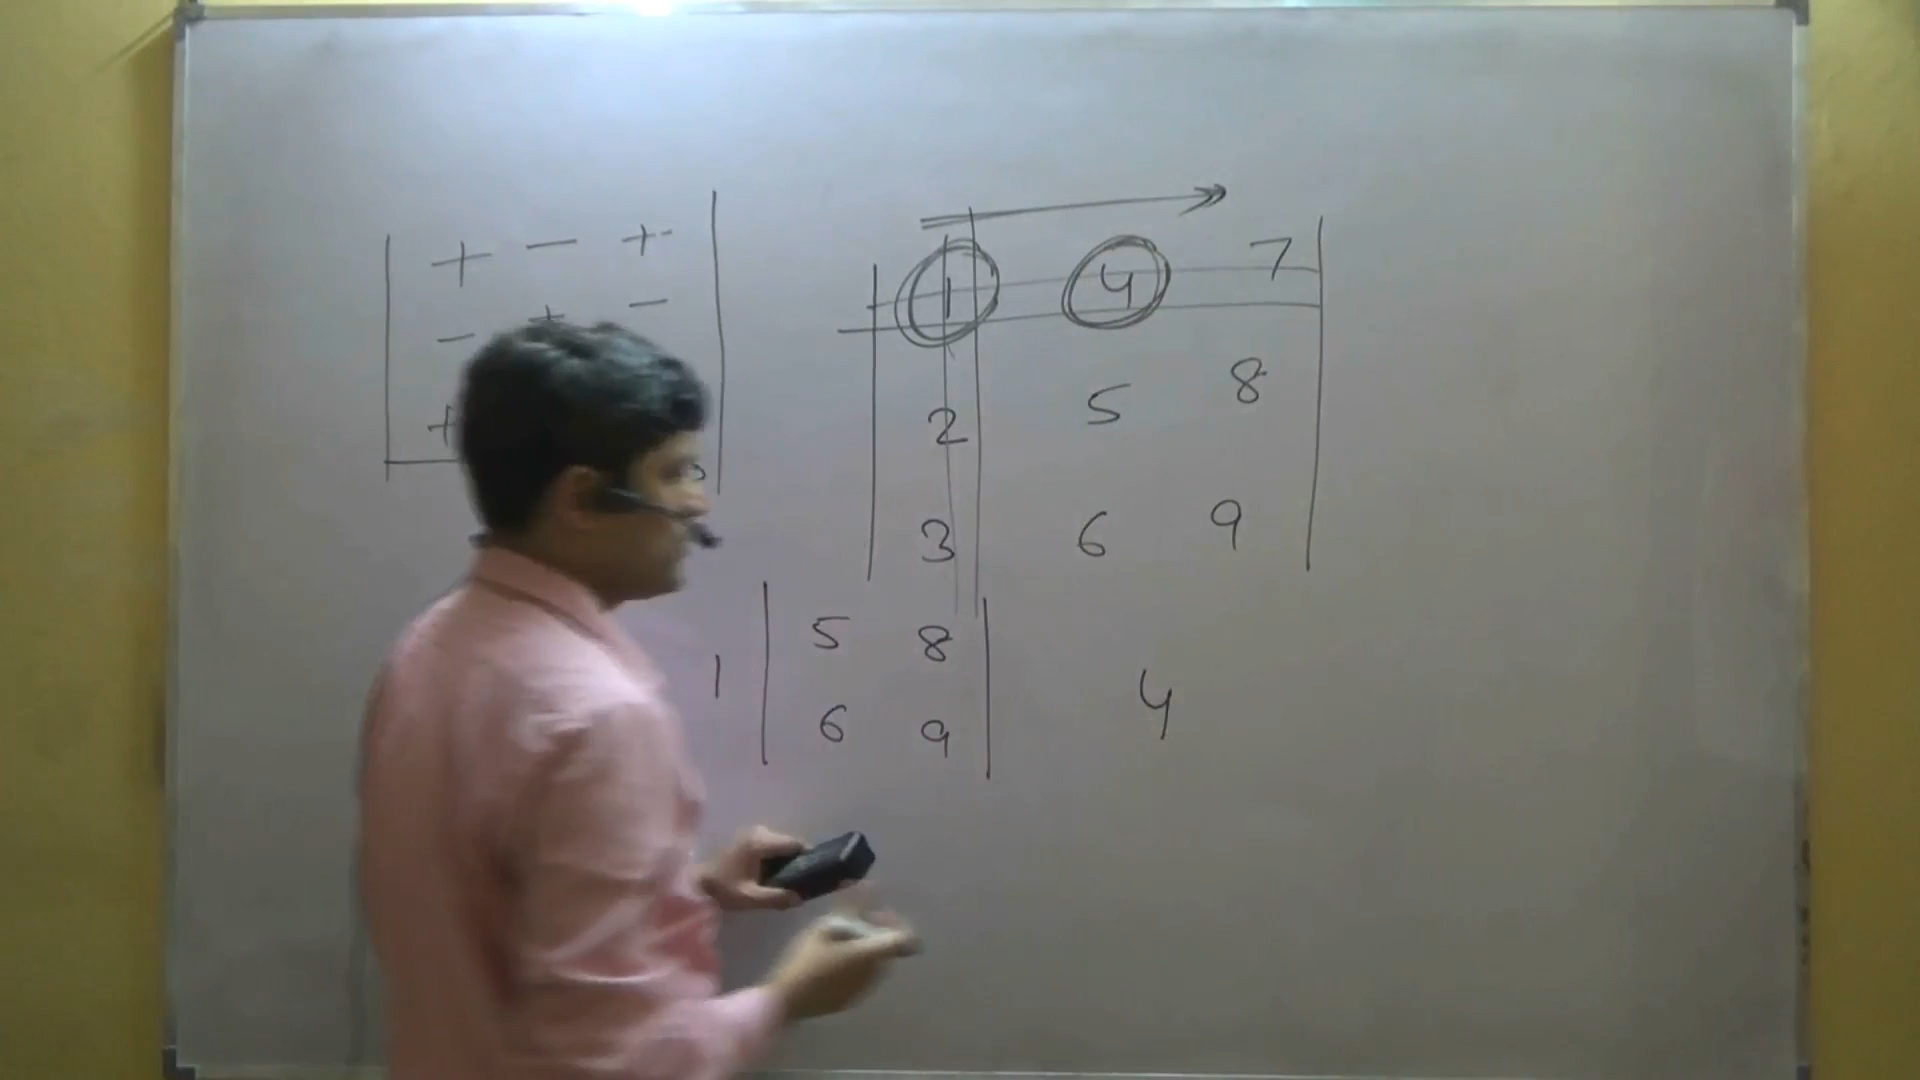 + − +
− + −
+
1 4 7
2 5 8
3 6 9
1 | 5 8 | 4
| 6 9 |